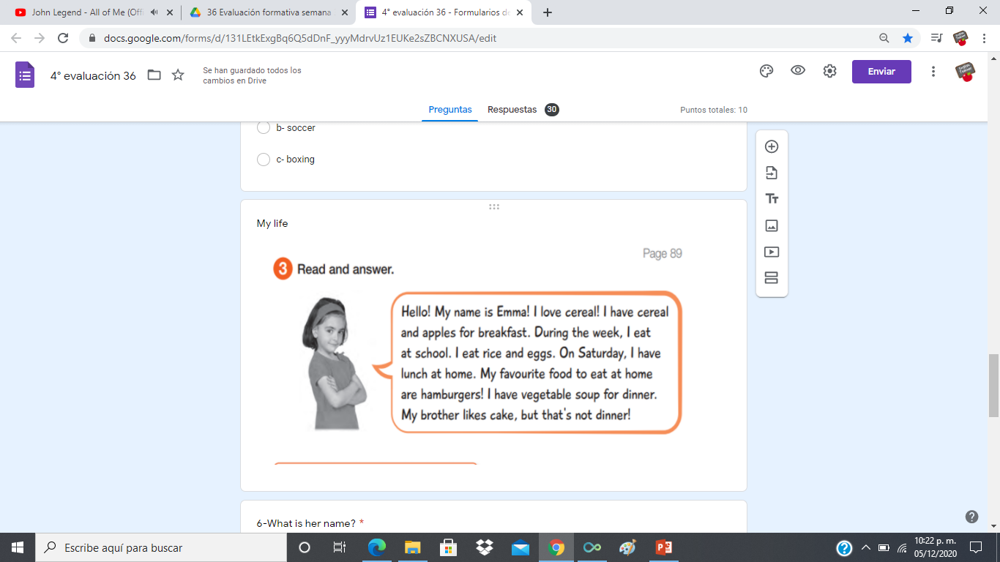 John Legend - All of Me (Offi
36 Evaluación formativa semana
4° evaluación 36 - Formularios de
docs.google.com/forms/d/131LEtkExgBq6Q5dDnF_yyyMdrvUz1EUKe2sZBCNXUSA/edit
4° evaluación 36
Se han guardado todos los
cambios en Drive
Enviar
Preguntas
Respuestas 30
Puntos totales: 10
b- soccer
c- boxing
My life
Page 89
3 Read and answer.
Hello! My name is Emma! I love cereal! I have cereal
and apples for breakfast. During the week, I eat
at school. I eat rice and eggs. On Saturday, I have
lunch at home. My favourite food to eat at home
are hamburgers! I have vegetable soup for dinner.
My brother likes cake, but that's not dinner!
6-What is her name? *
Escribe aquí para buscar
10:22 p. m.
05/12/2020